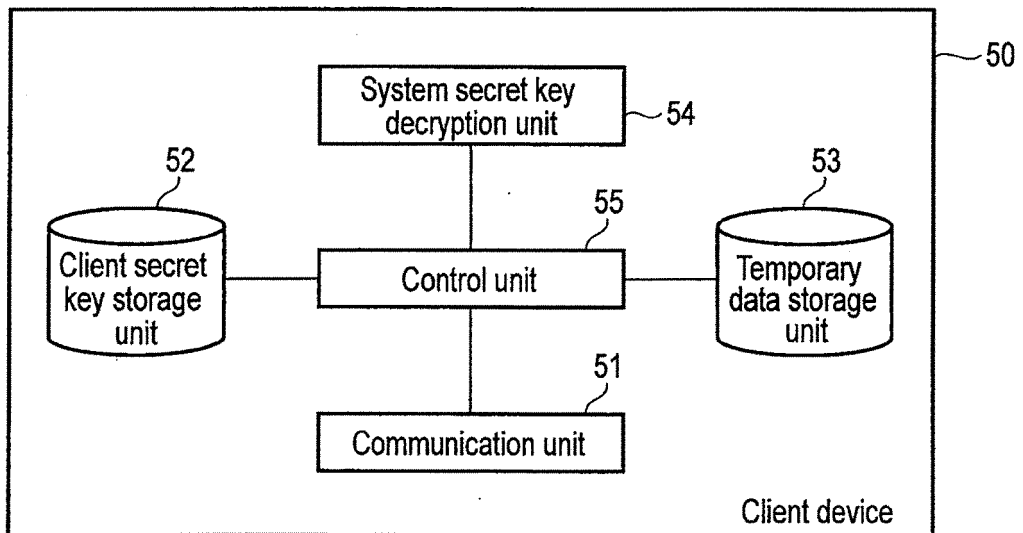 50
System secret key
decryption unit
54
52
53
55
Client secret
key storage
unit
Control unit
Temporary
data storage
unit
51
Communication unit
Client device